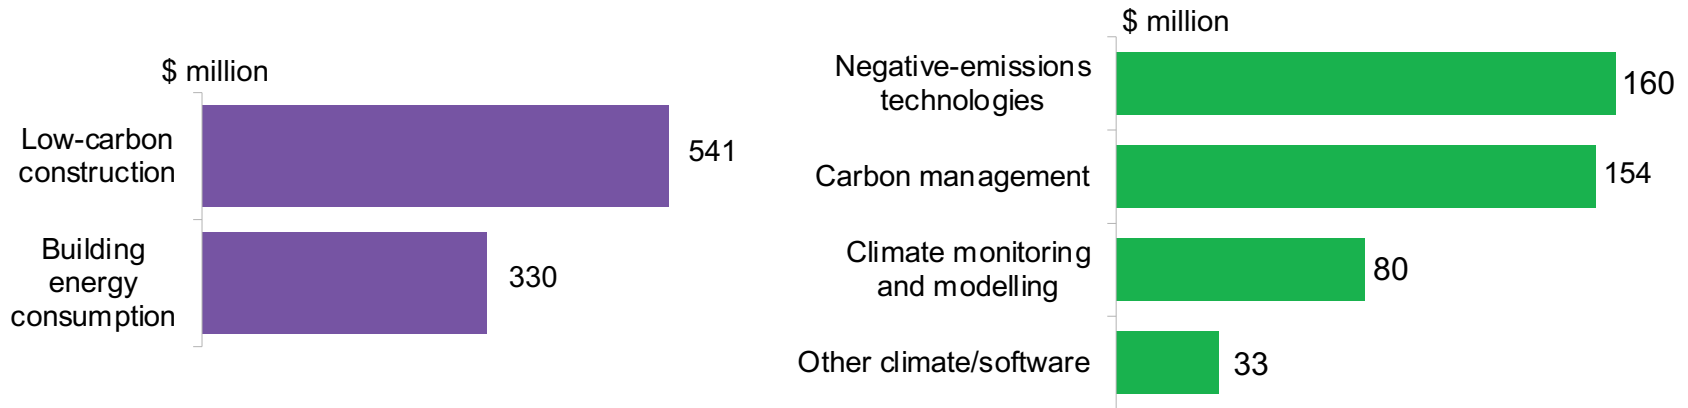 $ million
Low-carbon
construction
541
Building
energy
consumption
330
$ million
Negative-emissions
technologies
160
Carbon management
154
Climate monitoring
and modelling
80
Other climate/software
33